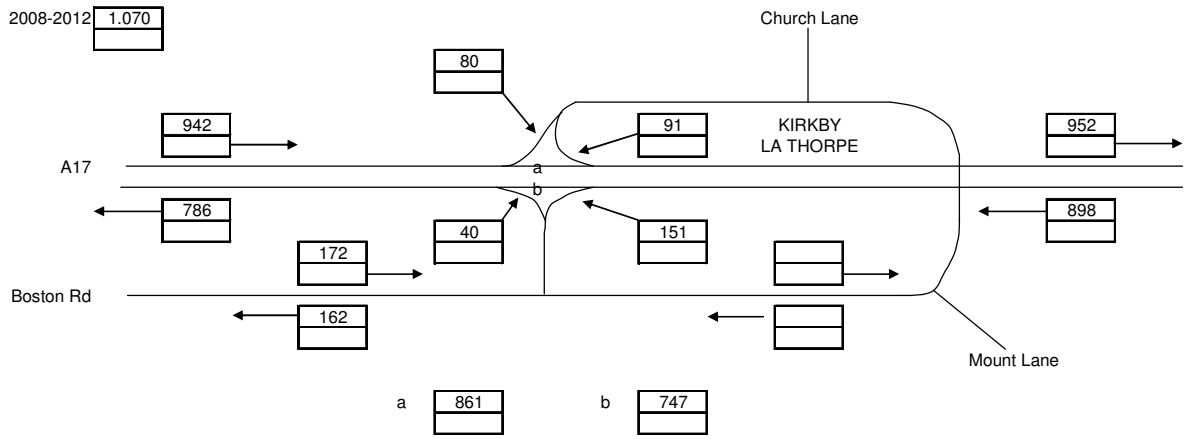 2008-2012 1.070
Church Lane
80
942
91
KIRKBY
LA THORPE
952
A17
a
b
786
40
151
898
172
Boston Rd
162
Mount Lane
a 861 b 747